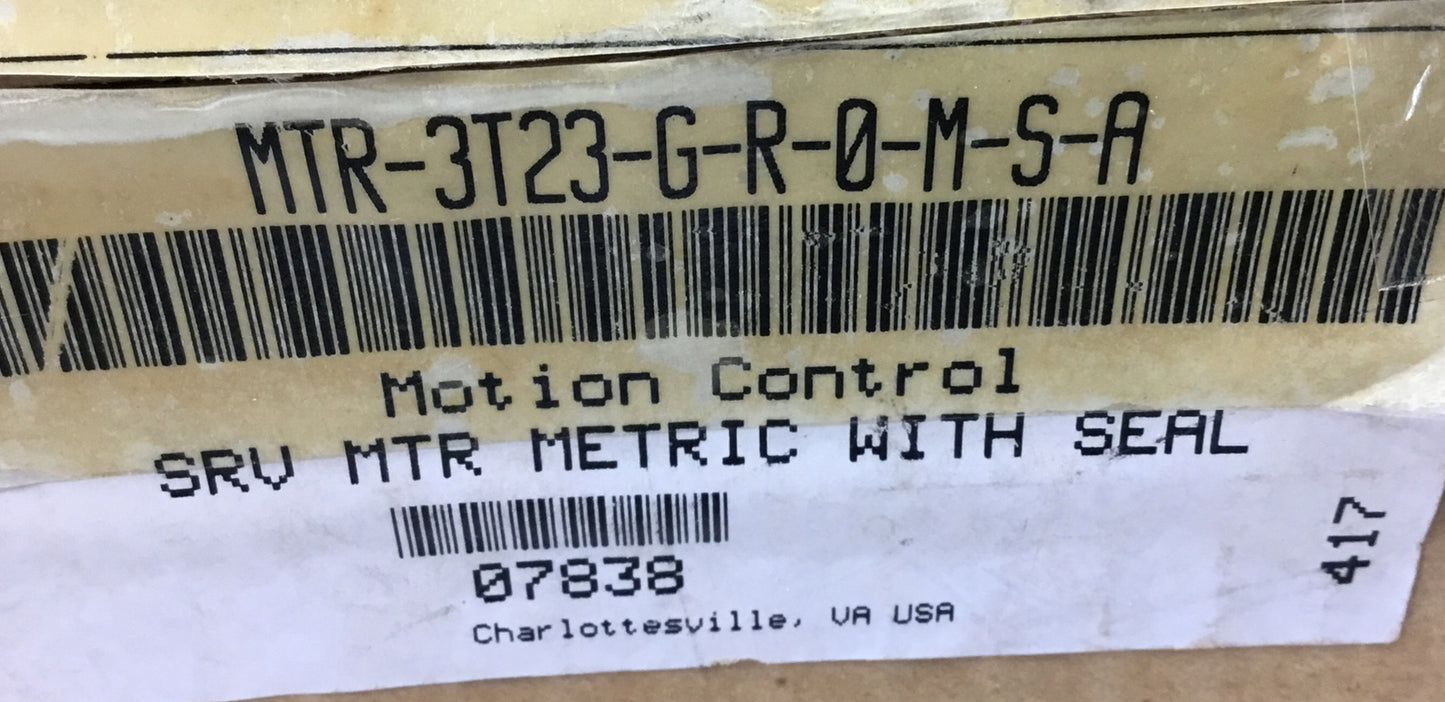 MTR-3T23-G-R-0-M-S-A
Motion Control
SRV MTR METRIC WITH SEAL
07838
Charlottesville, VA USA
417